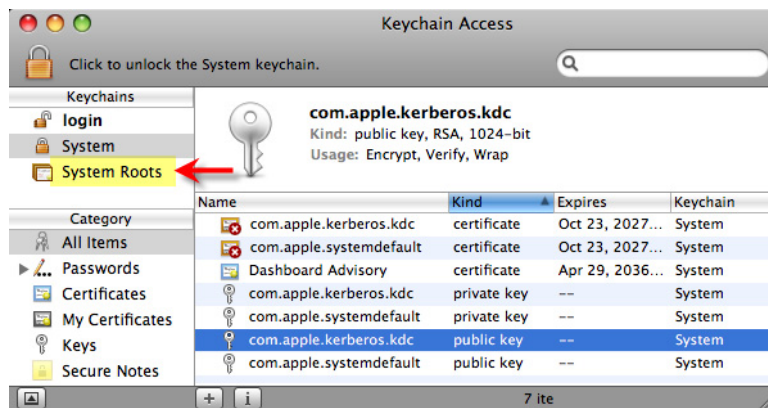 Keychain Access
Click to unlock the System keychain.
Keychains
login
System
System Roots
Category
All Items
Passwords
Certificates
My Certificates
Keys
Secure Notes
com.apple.kerberos.kdc
Kind: public key, RSA, 1024-bit
Usage: Encrypt, Verify, Wrap
Name Kind Expires Keychain
com.apple.kerberos.kdc certificate Oct 23, 2027... System
com.apple.systemdefault certificate Oct 23, 2027... System
Dashboard Advisory certificate Apr 29, 2036... System
com.apple.kerberos.kdc private key -- System
com.apple.systemdefault private key -- System
com.apple.kerberos.kdc public key -- System
com.apple.systemdefault public key -- System
7 ite